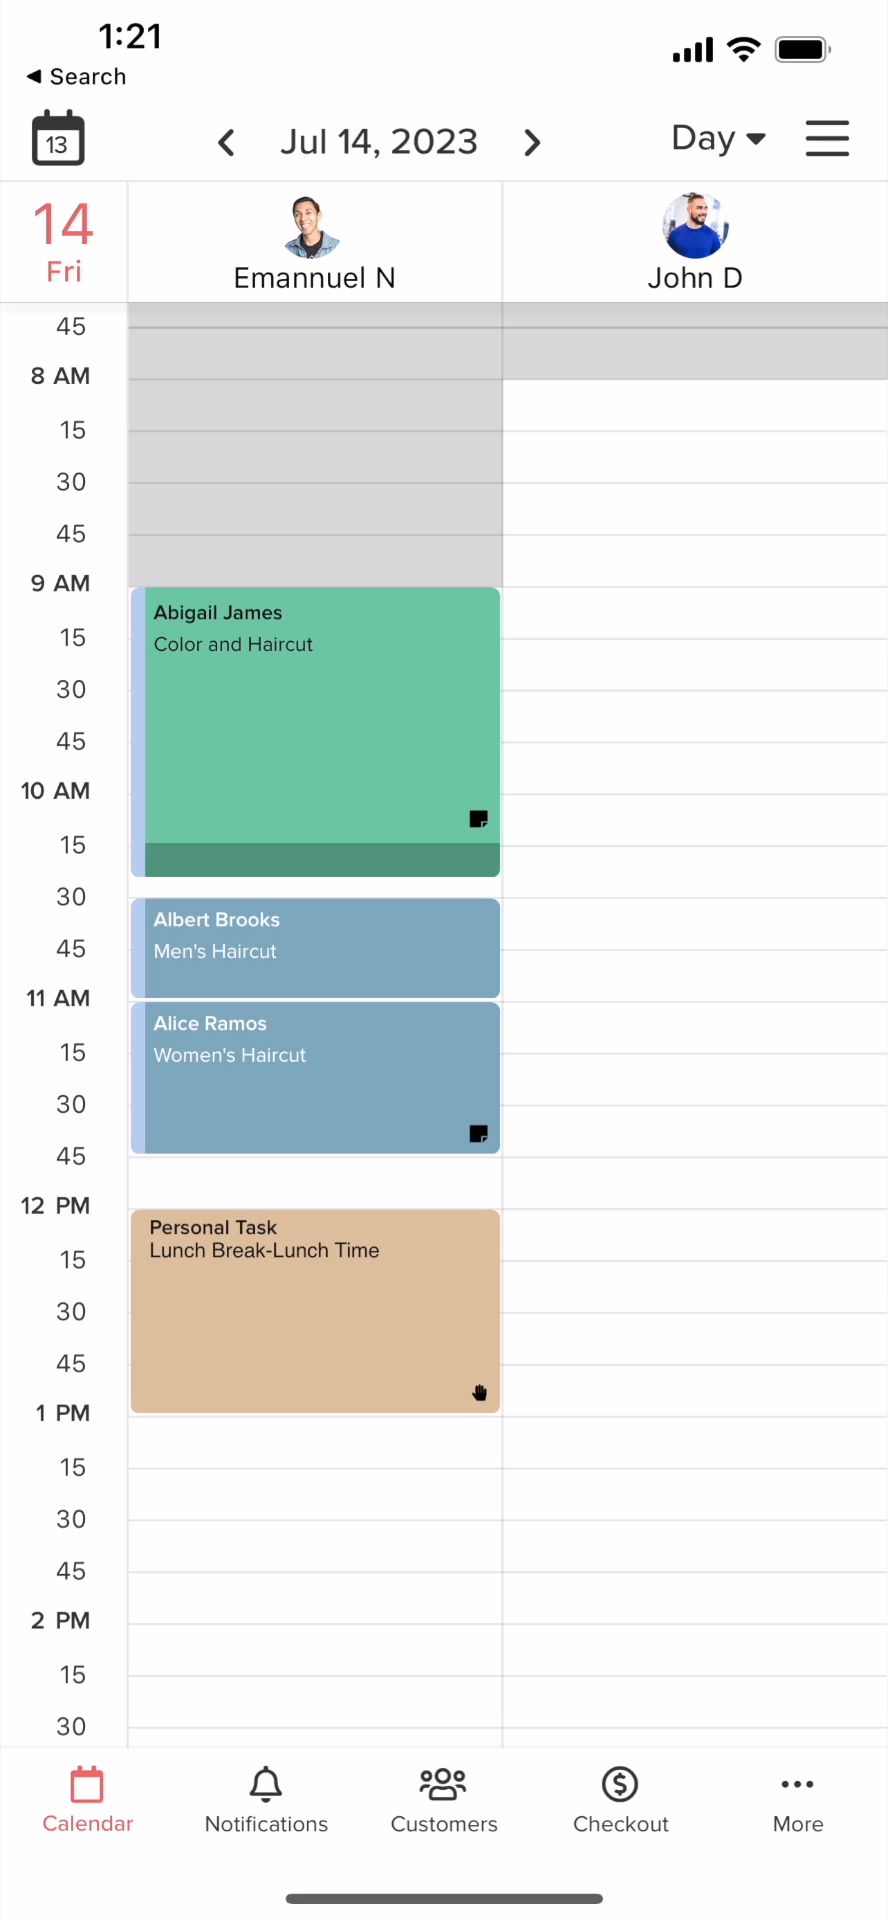 1:21
◀ Search
13
Jul 14, 2023
Day
14
Fri
Emannuel N
John D
45
8 AM
15
30
45
9 AM
Abigail James
15
Color and Haircut
30
45
10 AM
15
30
Albert Brooks
45
Men's Haircut
11 AM
Alice Ramos
15
Women's Haircut
30
45
12 PM
Personal Task
Lunch Break-Lunch Time
15
30
45
1 PM
15
30
45
2 PM
15
30
Calendar
Notifications
Customers
Checkout
More